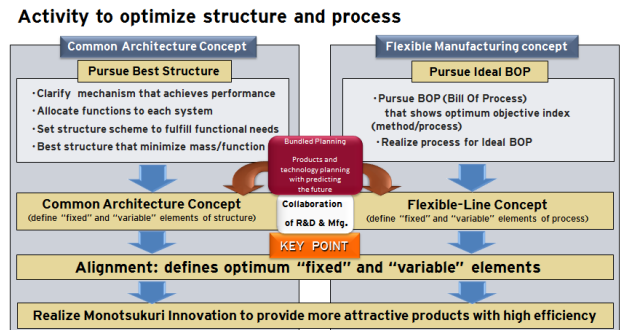 Activity to optimize structure and process
Common Architecture Concept
Pursue Best Structure
・Clarify mechanism that achieves performance
・Allocate functions to each system
・Set structure scheme to fulfill functional needs
・Best structure that minimize mass/function
Flexible Manufacturing concept
Pursue Ideal BOP
・Pursue BOP (Bill Of Process)
that shows optimum objective index
(method/process)
・Realize process for Ideal BOP
Bundled Planning
Products and
technology planning
with predicting
the future
Collaboration
of R&D & Mfg.
KEY POINT
Common Architecture Concept
(define “fixed” and “variable” elements of structure)
Flexible-Line Concept
(define “fixed” and “variable” elements of process)
Alignment: defines optimum “fixed” and “variable” elements
Realize Monotsukuri Innovation to provide more attractive products with high efficiency